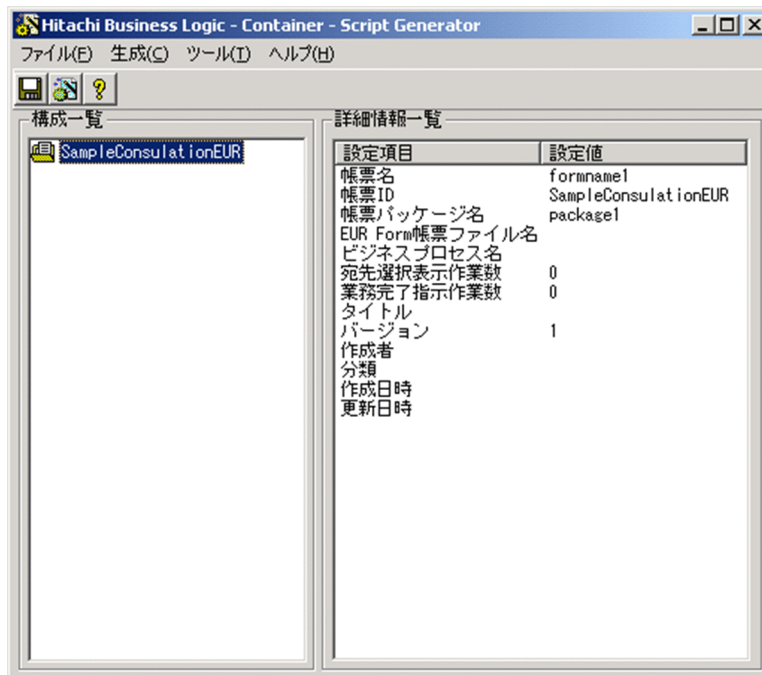 Hitachi Business Logic - Container - Script Generator
ファイル(F) 生成(C) ツール(T) ヘルプ(H)
構成一覧
SampleConsulationEUR
詳細情報一覧
設定項目 設定値
帳票名 formname1
帳票ID SampleConsulationEUR
帳票パッケージ名 package1
EUR Form帳票ファイル名
ビジネスプロセス名
宛先選択表示作業数 0
業務完了指示作業数 0
タイトル
バージョン 1
作成者
分類
作成日時
更新日時